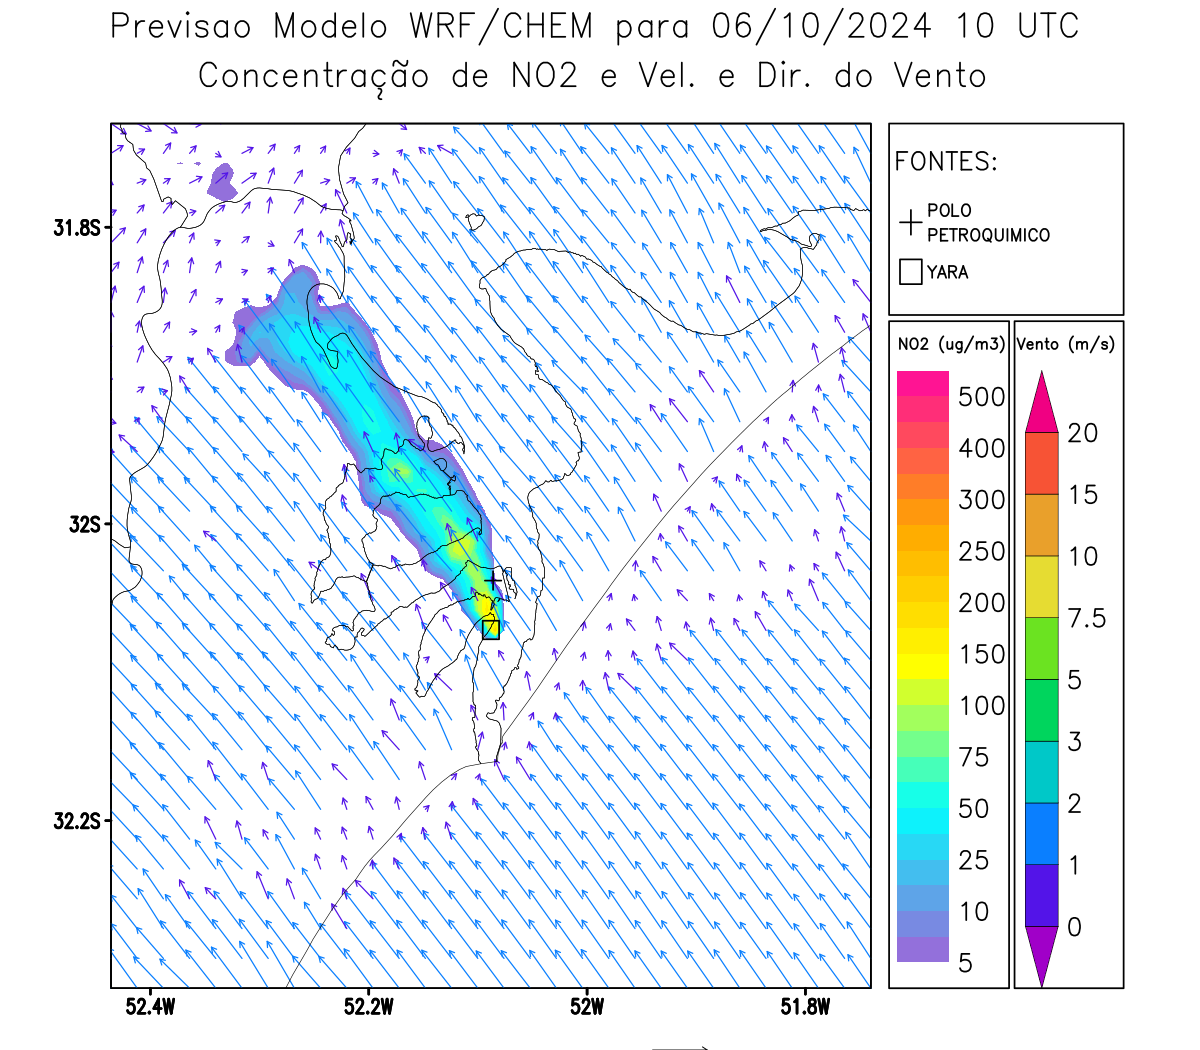 Previsao Modelo WRF/CHEM para 06/10/2024 10 UTC
Concentração de NO2 e Vel. e Dir. do Vento
FONTES:
POLO
PETROQUIMICO
YARA
31.8S
32S
32.2S
52.4W
52.2W
52W
51.8W
NO2 (ug/m3)
500
400
300
250
200
150
100
75
50
25
10
5
Vento (m/s)
20
15
10
7.5
5
3
2
1
0